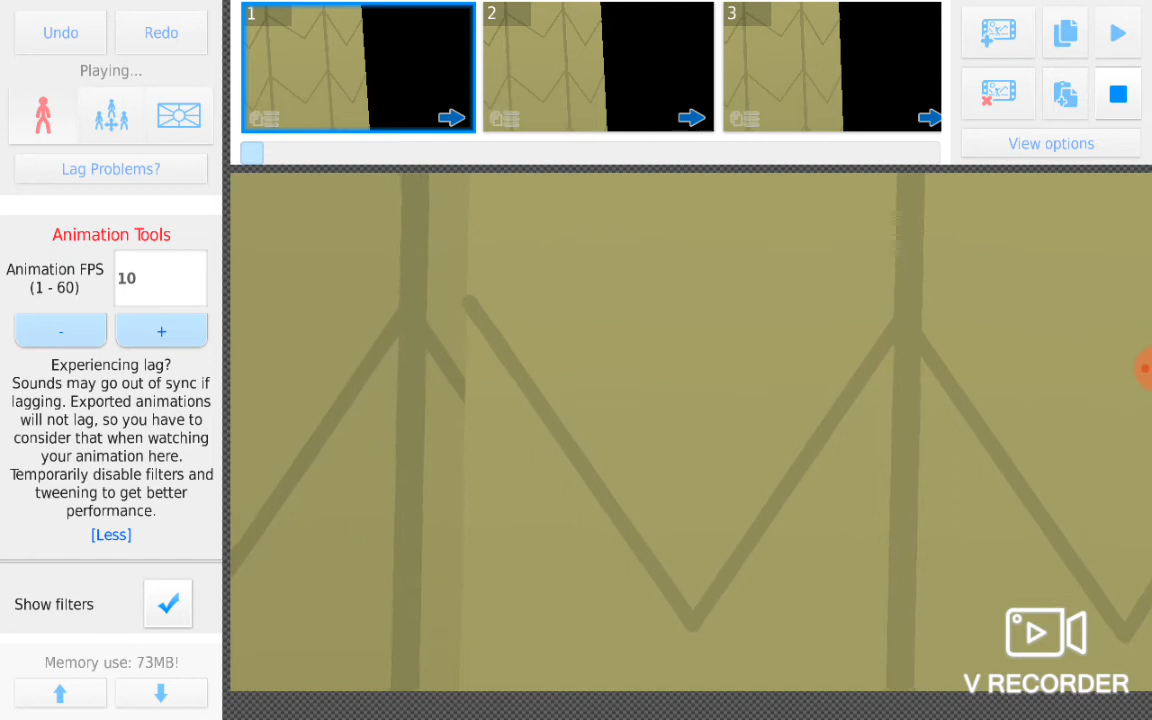 Undo
Redo
Playing...
Lag Problems?
Animation Tools
Animation FPS
(1 - 60)
10
-
+
Experiencing lag?
Sounds may go out of sync if
lagging. Exported animations
will not lag, so you have to
consider that when watching
your animation here.
Temporarily disable filters and
tweening to get better
performance.
[Less]
Show filters
Memory use: 73MB!
1
2
3
View options
V RECORDER